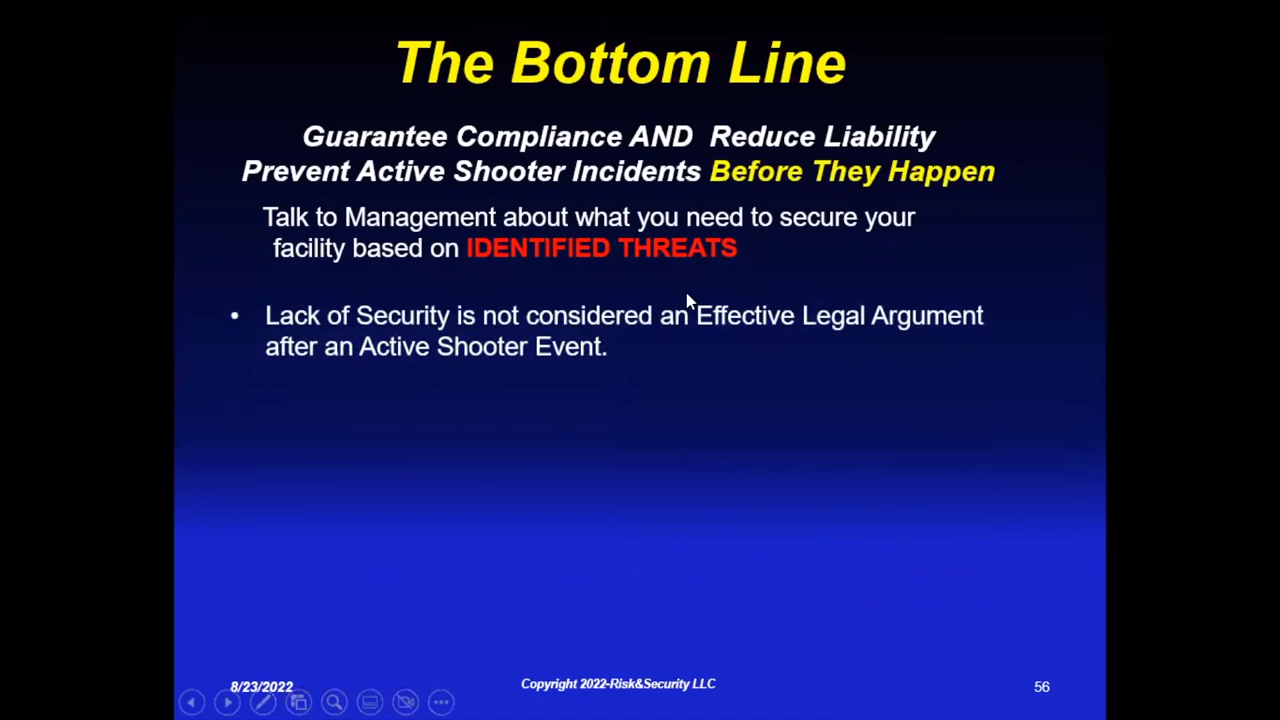 The Bottom Line
Guarantee Compliance AND Reduce Liability
Prevent Active Shooter Incidents Before They Happen
Talk to Management about what you need to secure your
facility based on IDENTIFIED THREATS
• Lack of Security is not considered an Effective Legal Argument
after an Active Shooter Event.
8/23/2022
Copyright 2022-Risk&Security LLC
56